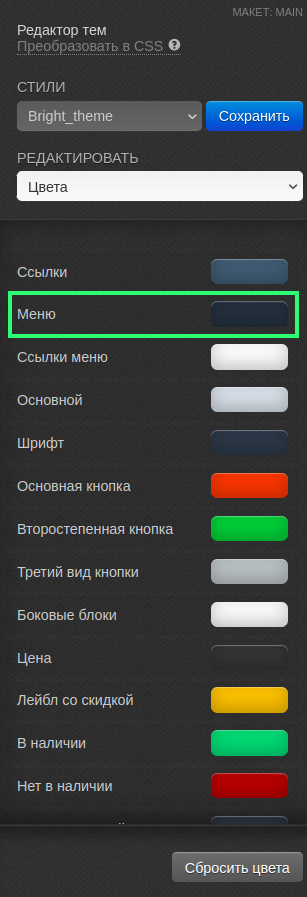 МАКЕТ: MAIN
Редактор тем
Преобразовать в CSS ?
СТИЛИ
Bright_theme
Сохранить
РЕДАКТИРОВАТЬ
Цвета
Ссылки
Меню
Ссылки меню
Основной
Шрифт
Основная кнопка
Второстепенная кнопка
Третий вид кнопки
Боковые блоки
Цена
Лейбл со скидкой
В наличии
Нет в наличии
Сбросить цвета